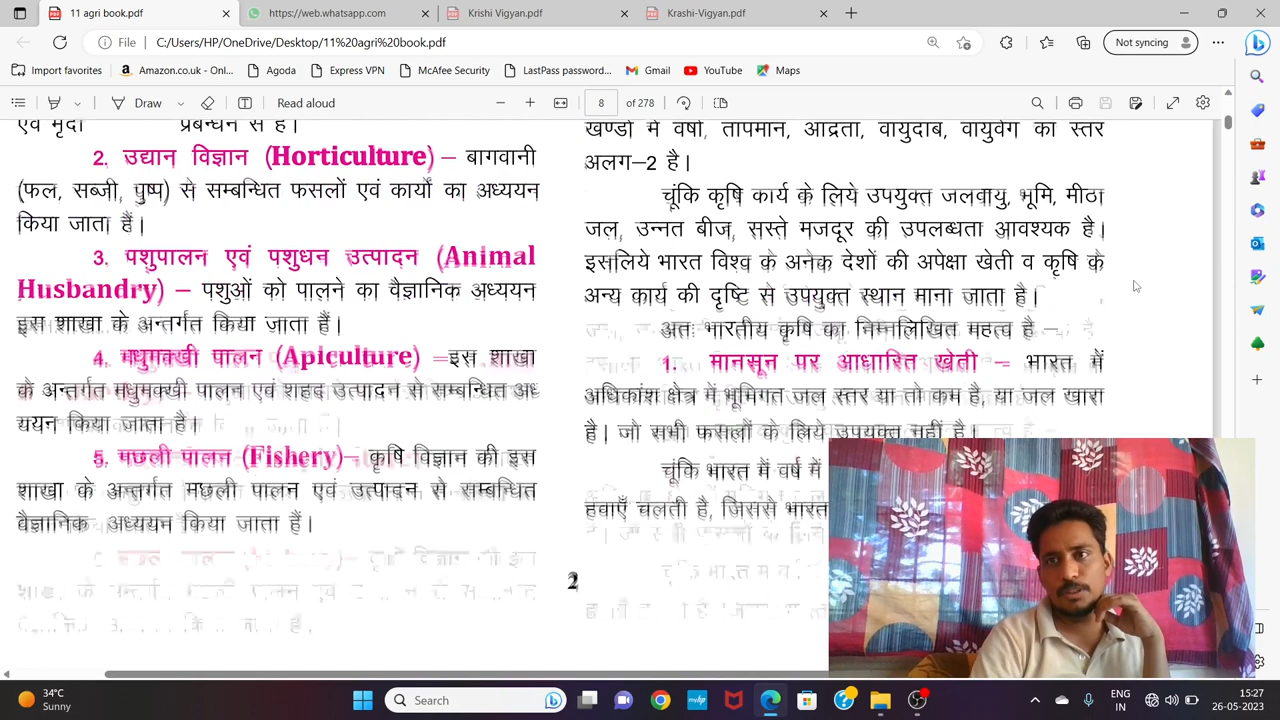 11 agri book.pdf
https://web.whatsapp.com
Krishi Vigyan.pdf
Krashi-Vigyan.pdf
File
C:/Users/HP/OneDrive/Desktop/11%20agri%20book.pdf
Not syncing
Import favorites
Amazon.co.uk - Onl...
Agoda
Express VPN
McAfee Security
LastPass password...
Gmail
YouTube
Maps
Draw
Read aloud
8 of 278
एवं मृदा प्रबन्धन से है।
2. उद्यान विज्ञान (Horticulture) – बागवानी
(फल, सब्जी, पुष्प) से सम्बन्धित फसलों एवं कार्यों का अध्ययन
किया जाता हैं।
3. पशुपालन एवं पशुधन उत्पादन (Animal
Husbandry) – पशुओं को पालने का वैज्ञानिक अध्ययन
इस शाखा के अन्तर्गत किया जाता हैं।
4. मधुमक्खी पालन (Apiculture) –इस शाखा
के अन्तर्गत मधुमक्खी पालन एवं शहद उत्पादन से सम्बन्धित अध
ययन किया जाता है।
5. मछली पालन (Fishery)– कृषि विज्ञान की इस
शाखा के अन्तर्गत मछली पालन एवं उत्पादन से सम्बन्धित
वैज्ञानिक अध्ययन किया जाता हैं।
2
खण्डों में वर्षा, तापमान, आद्रता, वायुदाब, वायुवेग का स्तर
अलग–2 है।
चूंकि कृषि कार्य के लिये उपयुक्त जलवायु, भूमि, मीठा
जल, उन्नत बीज, सस्ते मजदूर की उपलब्धता आवश्यक है।
इसलिये भारत विश्व के अनेक देशों की अपेक्षा खेती व कृषि के
अन्य कार्य की दृष्टि से उपयुक्त स्थान माना जाता है।
अतः भारतीय कृषि का निम्नलिखित महत्व है –
1. मानसून पर आधारित खेती – भारत में
अधिकांश क्षेत्र में भूमिगत जल स्तर या तो कम है, या जल खारा
है। जो सभी फसलों के लिये उपयुक्त नहीं है।
चूंकि भारत में वर्ष में
हवाएँ चलती है, जिससे भारत
34°C
Sunny
Search
ENG
IN
15:27
26-05-2023